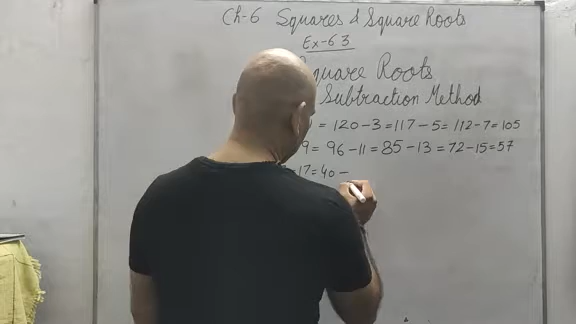 Ch-6 Squares & Square Roots
Ex-6.3
Square Roots
Subtraction Method
= 120-3=117-5=112-7=105
9=96-11=85-13=72-15=57
-17=40-